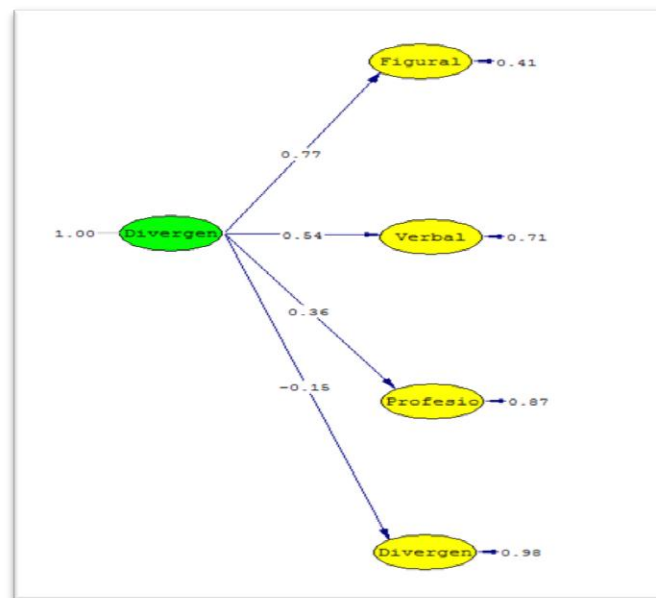 Figural 0.41
0.77
1.00 Divergen 0.54 Verbal 0.71
0.36
-0.15
Profesio 0.87
Divergen 0.98